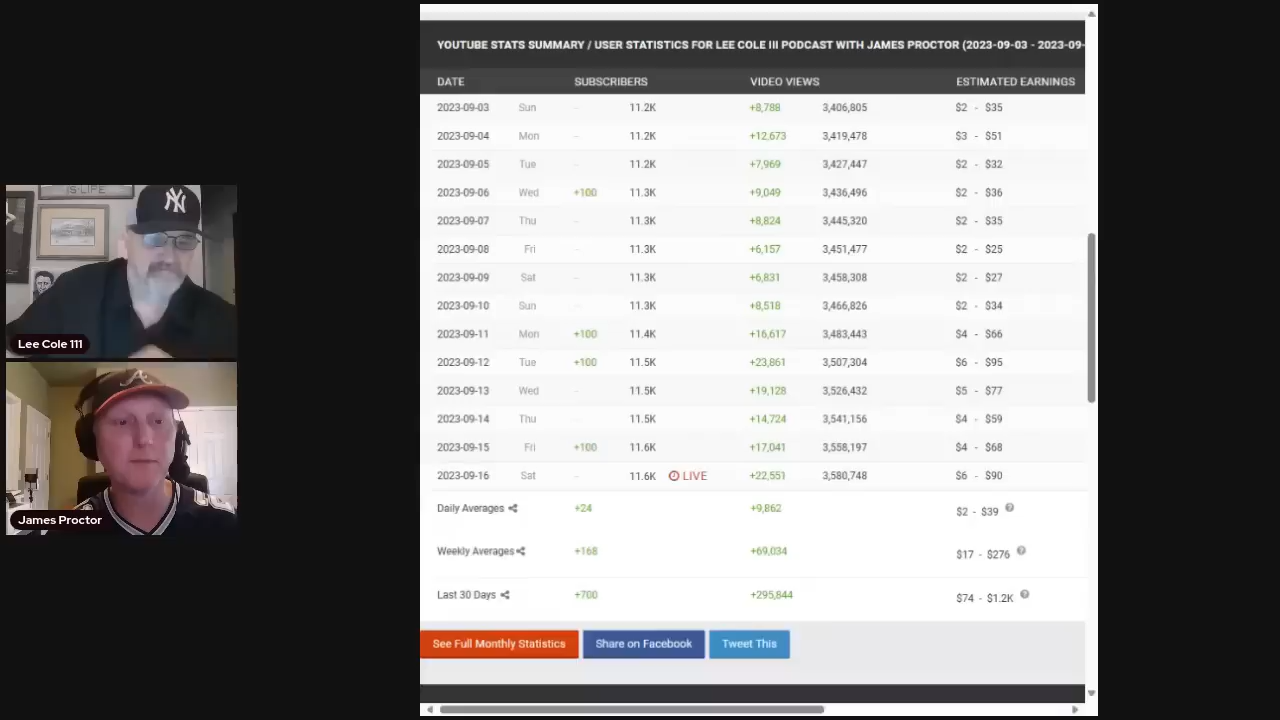 YOUTUBE STATS SUMMARY / USER STATISTICS FOR LEE COLE III PODCAST WITH JAMES PROCTOR (2023-09-03 - 2023-09-
DATE SUBSCRIBERS VIDEO VIEWS ESTIMATED EARNINGS
2023-09-03 Sun -- 11.2K +8,788 3,406,805 $2 - $35
2023-09-04 Mon -- 11.2K +12,673 3,419,478 $3 - $51
2023-09-05 Tue -- 11.2K +7,969 3,427,447 $2 - $32
2023-09-06 Wed +100 11.3K +9,049 3,436,496 $2 - $36
2023-09-07 Thu -- 11.3K +8,824 3,445,320 $2 - $35
2023-09-08 Fri -- 11.3K +6,157 3,451,477 $2 - $25
2023-09-09 Sat -- 11.3K +6,831 3,458,308 $2 - $27
2023-09-10 Sun -- 11.3K +8,518 3,466,826 $2 - $34
2023-09-11 Mon +100 11.4K +16,617 3,483,443 $4 - $66
2023-09-12 Tue +100 11.5K +23,861 3,507,304 $6 - $95
2023-09-13 Wed -- 11.5K +19,128 3,526,432 $5 - $77
2023-09-14 Thu -- 11.5K +14,724 3,541,156 $4 - $59
2023-09-15 Fri +100 11.6K +17,041 3,558,197 $4 - $68
2023-09-16 Sat -- 11.6K LIVE +22,551 3,580,748 $6 - $90
Daily Averages +24 +9,862 $2 - $39
Weekly Averages +168 +69,034 $17 - $276
Last 30 Days +700 +295,844 $74 - $1.2K
See Full Monthly Statistics Share on Facebook Tweet This
IS LIFE
NY
Lee Cole 111
A
James Proctor